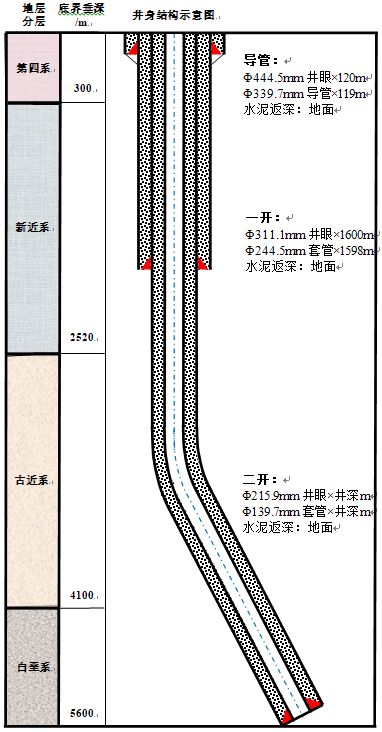 地层
分层
底界垂深
/m
井身结构示意图
第四系
300
导管：
Φ444.5mm 井眼×120m
Φ339.7mm 导管×119m
水泥返深：地面
新近系
一开：
Φ311.1mm 井眼×1600m
Φ244.5mm 套管×1598m
水泥返深：地面
2520
古近系
二开：
Φ215.9mm 井眼×井深m
Φ139.7mm 套管×井深m
水泥返深：地面
4100
白垩系
5600